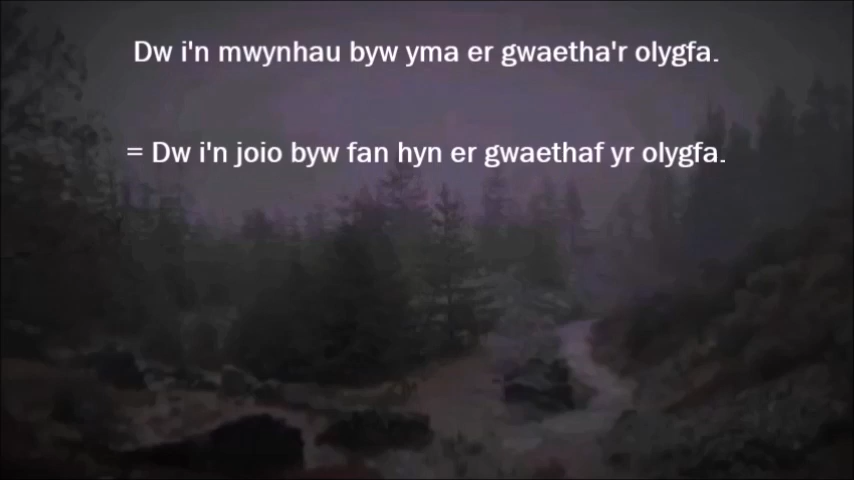 Dw i'n mwynhau byw yma er gwaetha'r olygfa.
= Dw i'n joio byw fan hyn er gwaethaf yr olygfa.